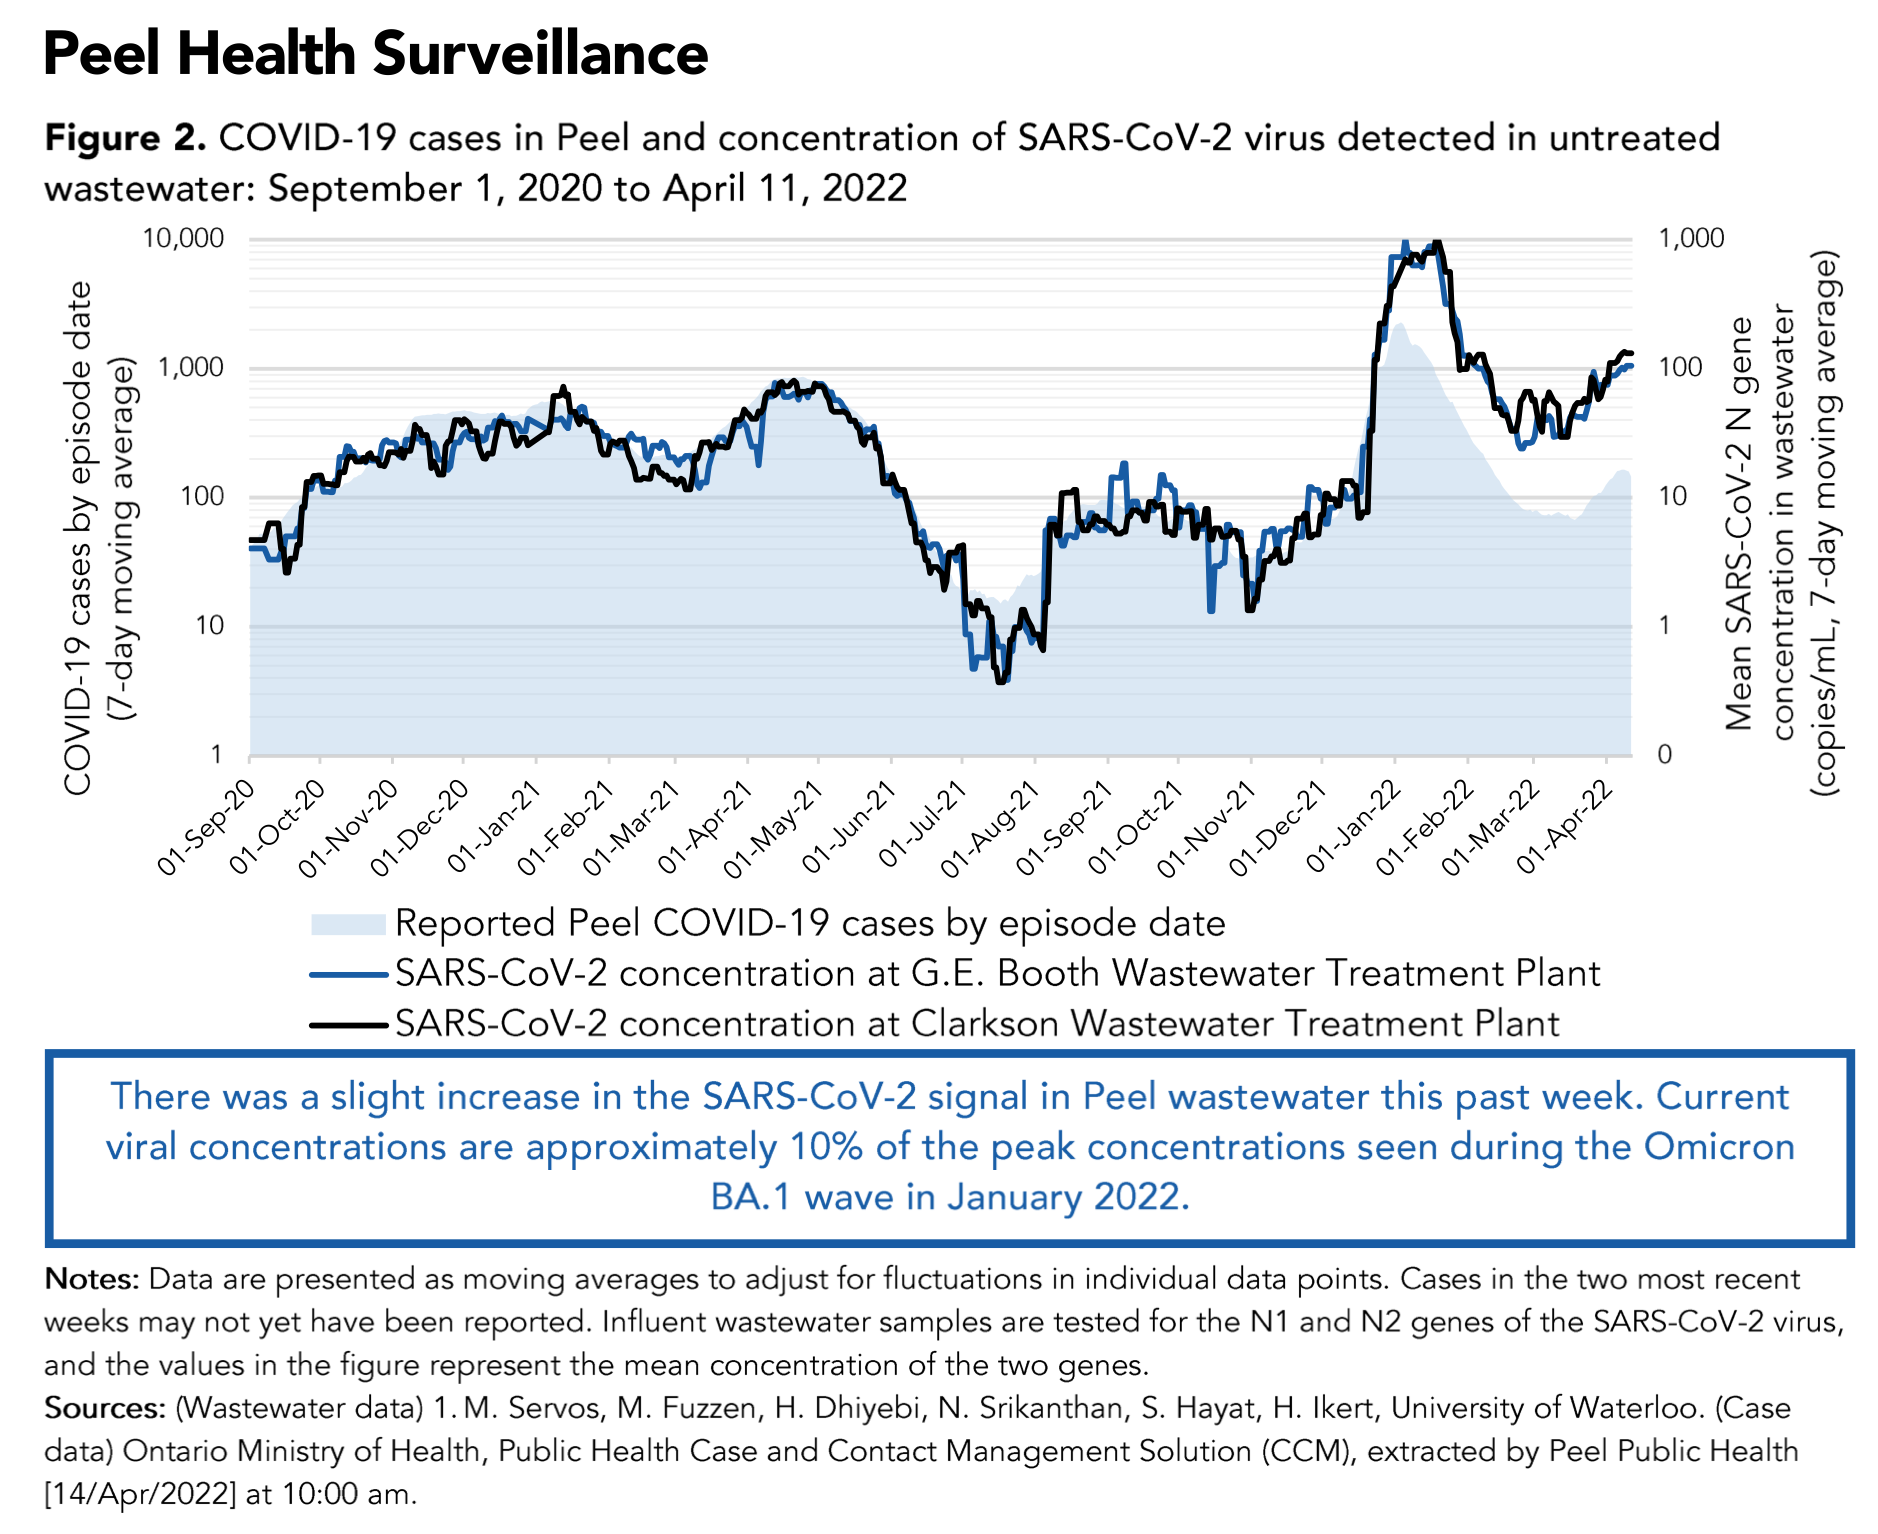 Peel Health Surveillance
Figure 2. COVID-19 cases in Peel and concentration of SARS-CoV-2 virus detected in untreated
wastewater: September 1, 2020 to April 11, 2022
COVID-19 cases by episode date
(7-day moving average)
10,000
1,000
100
10
1
1,000
100
10
1
0
Mean SARS-CoV-2 N gene
concentration in wastewater
(copies/mL, 7-day moving average)
01-Sep-20
01-Oct-20
01-Nov-20
01-Dec-20
01-Jan-21
01-Feb-21
01-Mar-21
01-Apr-21
01-May-21
01-Jun-21
01-Jul-21
01-Aug-21
01-Sep-21
01-Oct-21
01-Nov-21
01-Dec-21
01-Jan-22
01-Feb-22
01-Mar-22
01-Apr-22
Reported Peel COVID-19 cases by episode date
SARS-CoV-2 concentration at G.E. Booth Wastewater Treatment Plant
SARS-CoV-2 concentration at Clarkson Wastewater Treatment Plant
There was a slight increase in the SARS-CoV-2 signal in Peel wastewater this past week. Current
viral concentrations are approximately 10% of the peak concentrations seen during the Omicron
BA.1 wave in January 2022.
Notes: Data are presented as moving averages to adjust for fluctuations in individual data points. Cases in the two most recent
weeks may not yet have been reported. Influent wastewater samples are tested for the N1 and N2 genes of the SARS-CoV-2 virus,
and the values in the figure represent the mean concentration of the two genes.
Sources: (Wastewater data) 1. M. Servos, M. Fuzzen, H. Dhiyebi, N. Srikanthan, S. Hayat, H. Ikert, University of Waterloo. (Case
data) Ontario Ministry of Health, Public Health Case and Contact Management Solution (CCM), extracted by Peel Public Health
[14/Apr/2022] at 10:00 am.